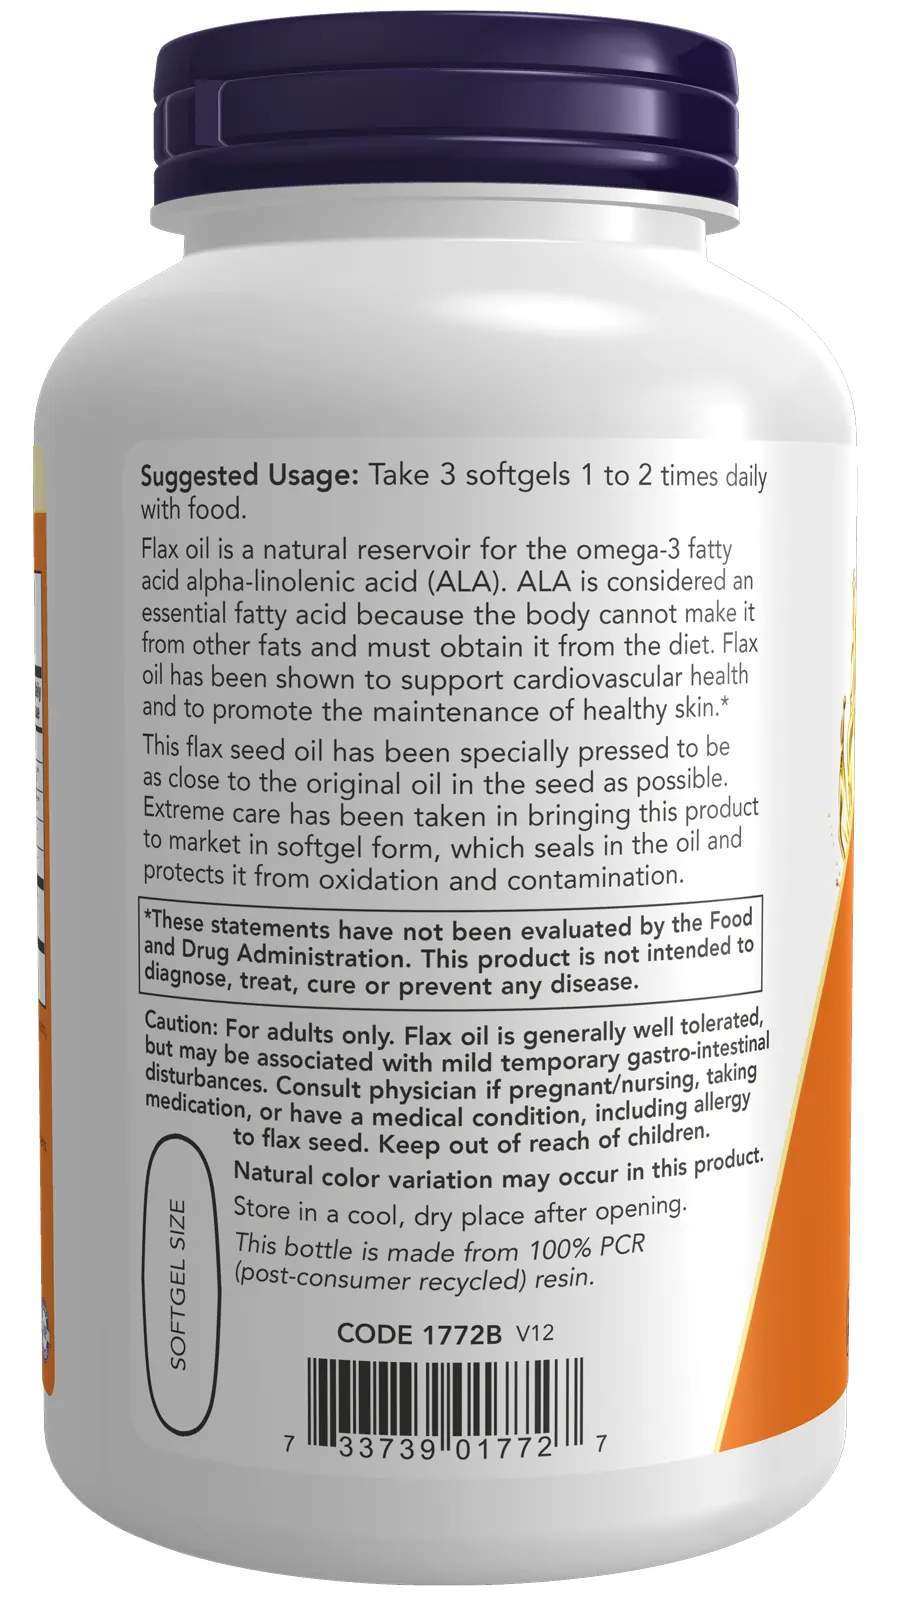 Suggested Usage: Take 3 softgels 1 to 2 times daily
with food.
Flax oil is a natural reservoir for the omega-3 fatty
acid alpha-linolenic acid (ALA). ALA is considered an
essential fatty acid because the body cannot make it
from other fats and must obtain it from the diet. Flax
oil has been shown to support cardiovascular health
and to promote the maintenance of healthy skin.*
This flax seed oil has been specially pressed to be
as close to the original oil in the seed as possible.
Extreme care has been taken in bringing this product
to market in softgel form, which seals in the oil and
protects it from oxidation and contamination.
*These statements have not been evaluated by the Food
and Drug Administration. This product is not intended to
diagnose, treat, cure or prevent any disease.
Caution: For adults only. Flax oil is generally well tolerated,
but may be associated with mild temporary gastro-intestinal
disturbances. Consult physician if pregnant/nursing, taking
medication, or have a medical condition, including allergy
to flax seed. Keep out of reach of children.
Natural color variation may occur in this product.
Store in a cool, dry place after opening.
This bottle is made from 100% PCR
(post-consumer recycled) resin.
SOFTGEL SIZE
CODE 1772B V12
7 33739 01772 7